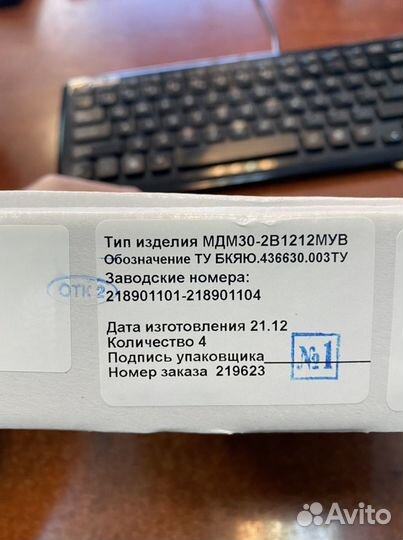 Тип изделия МДМ30-2В1212МУВ
Обозначение ТУ БКЯЮ.436630.003ТУ
Заводские номера:
ОТК 2
218901101-218901104
Дата изготовления 21.12
Количество 4
Подпись упаковщика
№1
Номер заказа 219623
Avito